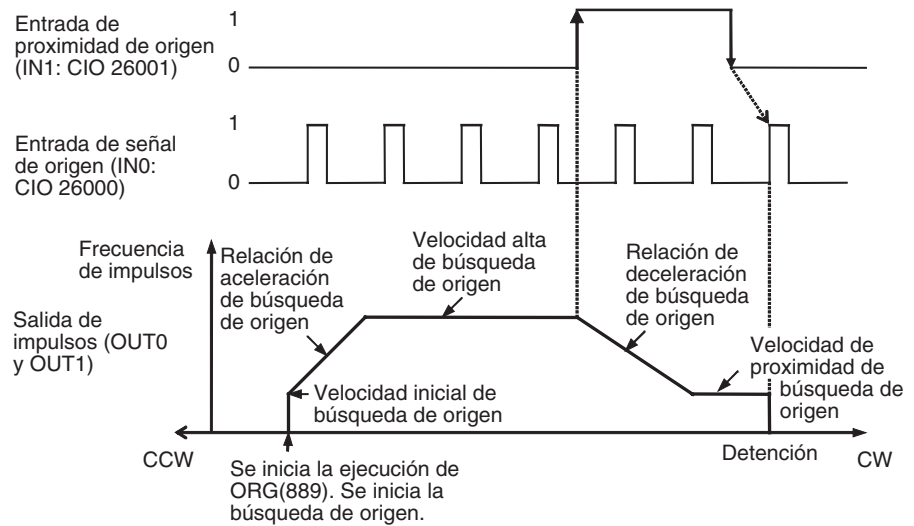 Entrada de
proximidad de origen
(IN1: CIO 26001)
1
0
Entrada de señal
de origen (IN0:
CIO 26000)
1
0
Frecuencia
de impulsos
Relación de
aceleración
de búsqueda
de origen
Velocidad alta
de búsqueda
de origen
Relación de
deceleración
de búsqueda
de origen
Salida de
impulsos (OUT0
y OUT1)
Velocidad de
proximidad de
búsqueda de
origen
Velocidad inicial de
búsqueda de origen
CCW
Detención
CW
Se inicia la ejecución de
ORG(889). Se inicia la
búsqueda de origen.